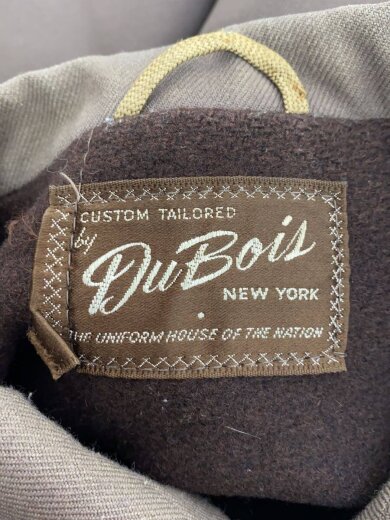 CUSTOM TAILORED
by
DuBois
NEW YORK
THE UNIFORM HOUSE OF THE NATION